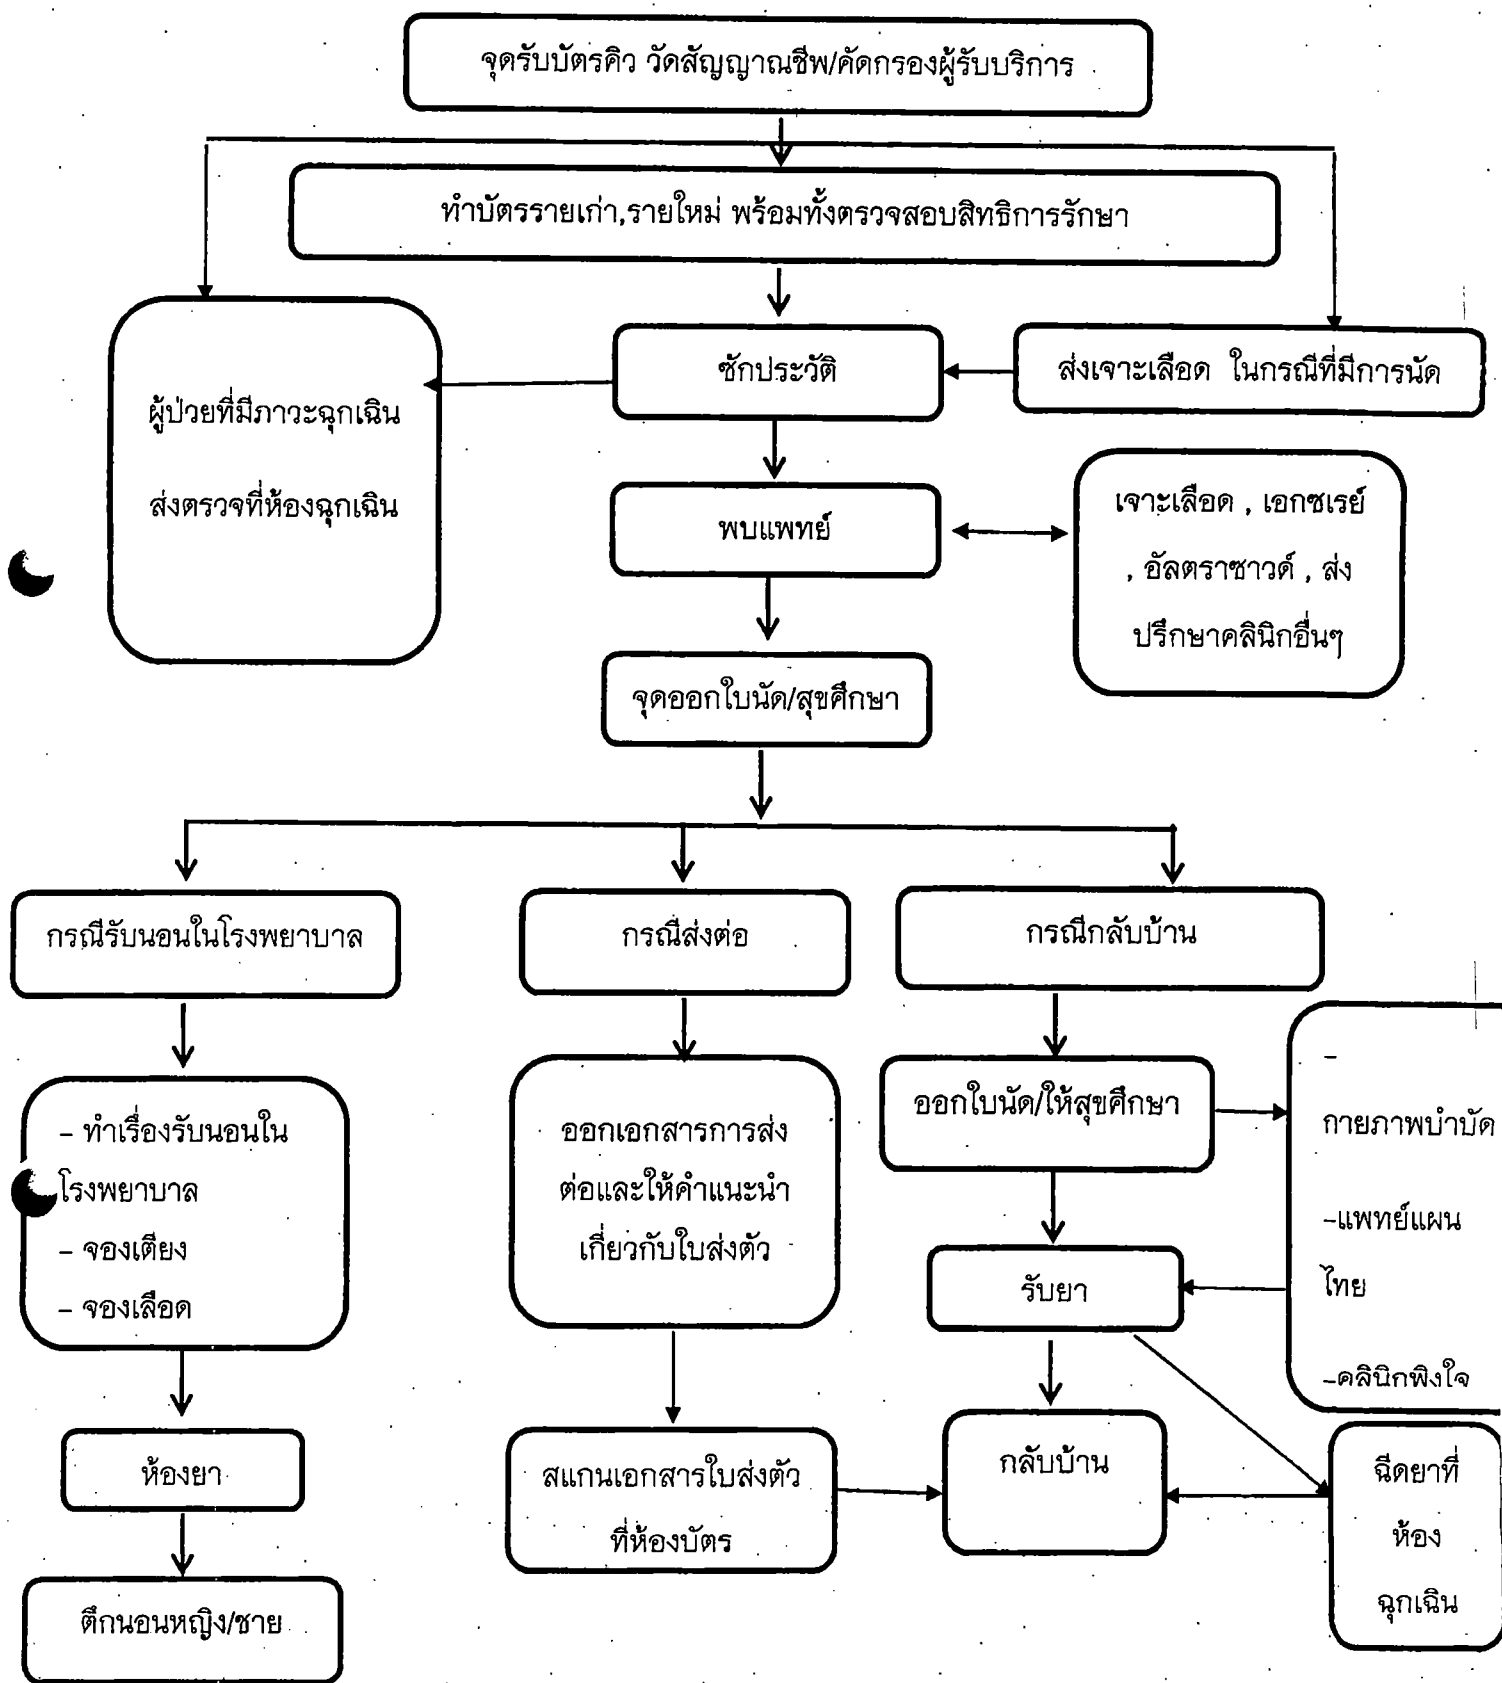 จุดรับบัตรคิว วัดสัญญาณชีพ/คัดกรองผู้รับบริการ
ทำบัตรรายเก่า,รายใหม่ พร้อมทั้งตรวจสอบสิทธิการรักษา
ซักประวัติ
ส่งเจาะเลือด ในกรณีที่มีการนัด
ผู้ป่วยที่มีภาวะฉุกเฉิน
ส่งตรวจที่ห้องฉุกเฉิน
พบแพทย์
เจาะเลือด , เอกซเรย์
, อัลตราซาวด์ , ส่ง
ปรึกษาคลินิกอื่นๆ
จุดออกใบนัด/สุขศึกษา
กรณีรับนอนในโรงพยาบาล
กรณีส่งต่อ
กรณีกลับบ้าน
– ทำเรื่องรับนอนใน
โรงพยาบาล
– จองเตียง
– จองเลือด
ออกเอกสารการส่ง
ต่อและให้คำแนะนำ
เกี่ยวกับใบส่งตัว
ออกใบนัด/ให้สุขศึกษา
–
กายภาพบำบัด
–แพทย์แผน
ไทย
–คลินิกพิงใจ
รับยา
ห้องยา
สแกนเอกสารใบส่งตัว
ที่ห้องบัตร
กลับบ้าน
ฉีดยาที่
ห้อง
ฉุกเฉิน
ตึกนอนหญิง/ชาย